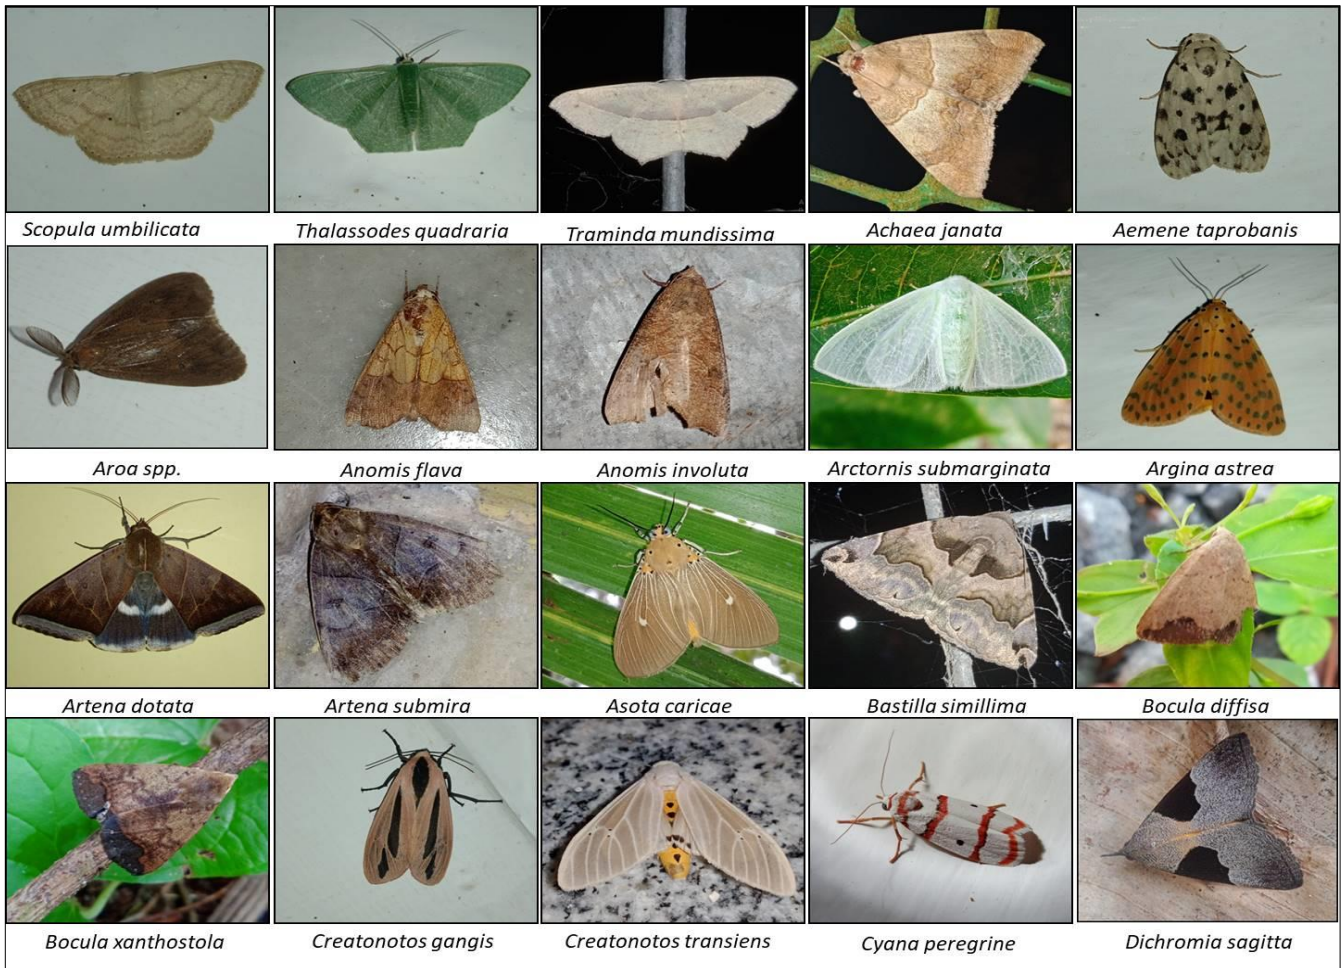 Scopula umbilicata
Thalassodes quadraria
Traminda mundissima
Achaea janata
Aemene taprobanis
Aroa spp.
Anomis flava
Anomis involuta
Arctornis submarginata
Argina astrea
Artena dotata
Artena submira
Asota caricae
Bastilla simillima
Bocula diffisa
Bocula xanthostola
Creatonotos gangis
Creatonotos transiens
Cyana peregrine
Dichromia sagitta